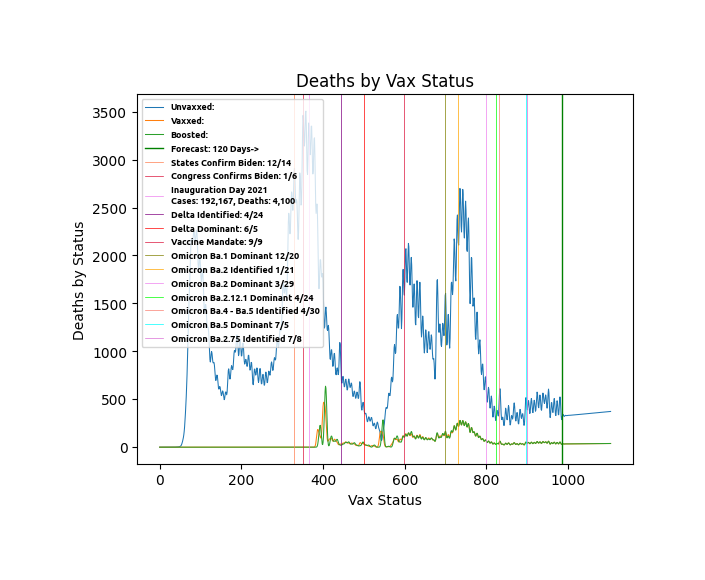 Deaths by Vax Status
3500
3000
2500
2000
1500
1000
500
0
Deaths by Status
Unvaxxed:
Vaxxed:
Boosted:
Forecast: 120 Days->
States Confirm Biden: 12/14
Congress Confirms Biden: 1/6
Inauguration Day 2021
Cases: 192,167, Deaths: 4,100
Delta Identified: 4/24
Delta Dominant: 6/5
Vaccine Mandate: 9/9
Omicron Ba.1 Dominant 12/20
Omicron Ba.2 Identified 1/21
Omicron Ba.2 Dominant 3/29
Omicron Ba.2.12.1 Dominant 4/24
Omicron Ba.4 - Ba.5 Identified 4/30
Omicron Ba.5 Dominant 7/5
Omicron Ba.2.75 Identified 7/8
0 200 400 600 800 1000
Vax Status